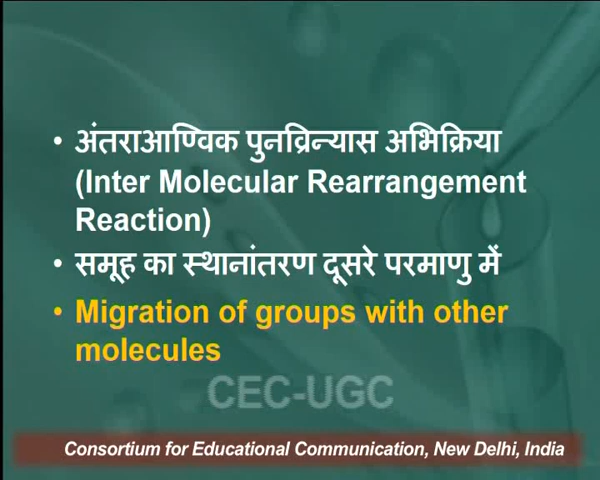 • अंतराआण्विक पुनव्रिन्यास अभिक्रिया
(Inter Molecular Rearrangement
Reaction)
• समूह का स्थानांतरण दूसरे परमाणु में
• Migration of groups with other
molecules
CEC-UGC
Consortium for Educational Communication, New Delhi, India